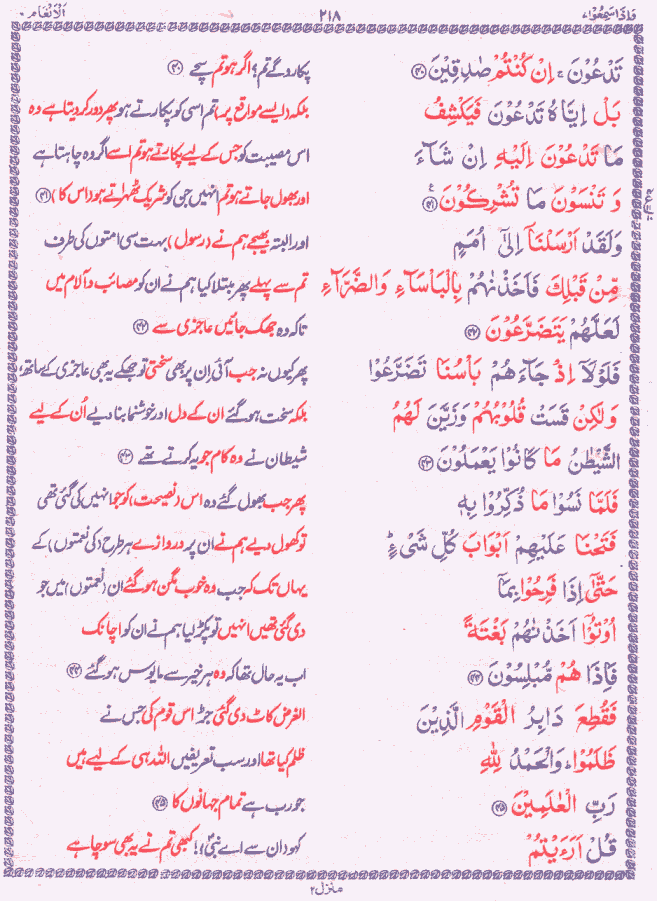 وَاِذَا سَمِعُوْا ۷ ۲۱۸ اَلْاَنْعَام ۶
تَدْعُوْنَ ۚ اِنْ كُنْتُمْ صٰدِقِيْنَ ۴۰ پکارو گے تم؟ اگر ہو تم سچّے ۴۰
بَلْ اِيَّاهُ تَدْعُوْنَ فَيَكْشِفُ بلکہ (ایسے مواقع پر) تم اسی کو پکارتے ہو پھر دور کر دیتا ہے وہ
مَا تَدْعُوْنَ اِلَيْهِ اِنْ شَآءَ اس مصیبت کو جس کے لیے پکارتے ہو تم اسے اگر وہ چاہتا ہے
وَ تَنْسَوْنَ مَا تُشْرِكُوْنَ ۴۱ اور بھول جاتے ہو تم انہیں جن کو شریک ٹھہراتے ہو (اس کا) ۴۱
وَلَقَدْ اَرْسَلْنَآ اِلٰٓى اُمَمٍ اور البتہ بھیجے ہم نے (رسول) بہت سی امتوں کی طرف
مِّنْ قَبْلِكَ فَاَخَذْنٰهُمْ بِالْبَاْسَآءِ وَالضَّرَّآءِ تم سے پہلے پھر مبتلا کیا ہم نے ان کو مصائب و آلام میں
لَعَلَّهُمْ يَتَضَرَّعُوْنَ ۴۲ تاکہ وہ جھک جائیں عاجزی سے ۴۲
فَلَوْلَآ اِذْ جَآءَهُمْ بَاْسُنَا تَضَرَّعُوْا پھر کیوں نہ جب آئی ان پر بھی سختی تو جھکے یہ بھی عاجزی کے ساتھ،
وَلٰكِنْ قَسَتْ قُلُوْبُهُمْ وَزَيَّنَ لَهُمُ بلکہ سخت ہو گئے ان کے دل اور خوشنما بنا دیے اُن کے لیے
الشَّيْطٰنُ مَا كَانُوْا يَعْمَلُوْنَ ۴۳ شیطان نے وہ کام جو یہ کرتے تھے ۴۳
فَلَمَّا نَسُوْا مَا ذُكِّرُوْا بِهٖ پھر جب بھول گئے وہ اس (نصیحت) کو جو انہیں کی گئی تھی
فَتَحْنَا عَلَيْهِمْ اَبْوَابَ كُلِّ شَىْءٍ ؕ تو کھول دیے ہم نے ان پر دروازے ہر طرح (کی نعمتوں) کے
حَتّٰٓى اِذَا فَرِحُوْا بِمَآ یہاں تک کہ جب وہ خوب مگن ہو گئے ان (نعمتوں) میں جو
اُوْتُوْٓا اَخَذْنٰهُمْ بَغْتَةً دی گئی تھیں انہیں تو پکڑ لیا ہم نے ان کو اچانک
فَاِذَا هُمْ مُّبْلِسُوْنَ ۴۴ اب یہ حال تھا کہ وہ ہر خیر سے مایوس ہو گئے ۴۴
فَقُطِعَ دَابِرُ الْقَوْمِ الَّذِيْنَ الغرض کاٹ دی گئی جڑ اس قوم کی جس نے
ظَلَمُوْا ؕ وَالْحَمْدُ لِلّٰهِ ظلم کیا تھا اور سب تعریفیں اللہ ہی کے لیے ہیں
رَبِّ الْعٰلَمِيْنَ ۴۵ جو رب ہے تمام جہانوں کا ۴۵
قُلْ اَرَءَيْتُمْ کہو ان سے اے نبیؐ! کبھی تم نے یہ بھی سوچا ہے
منزل ۲